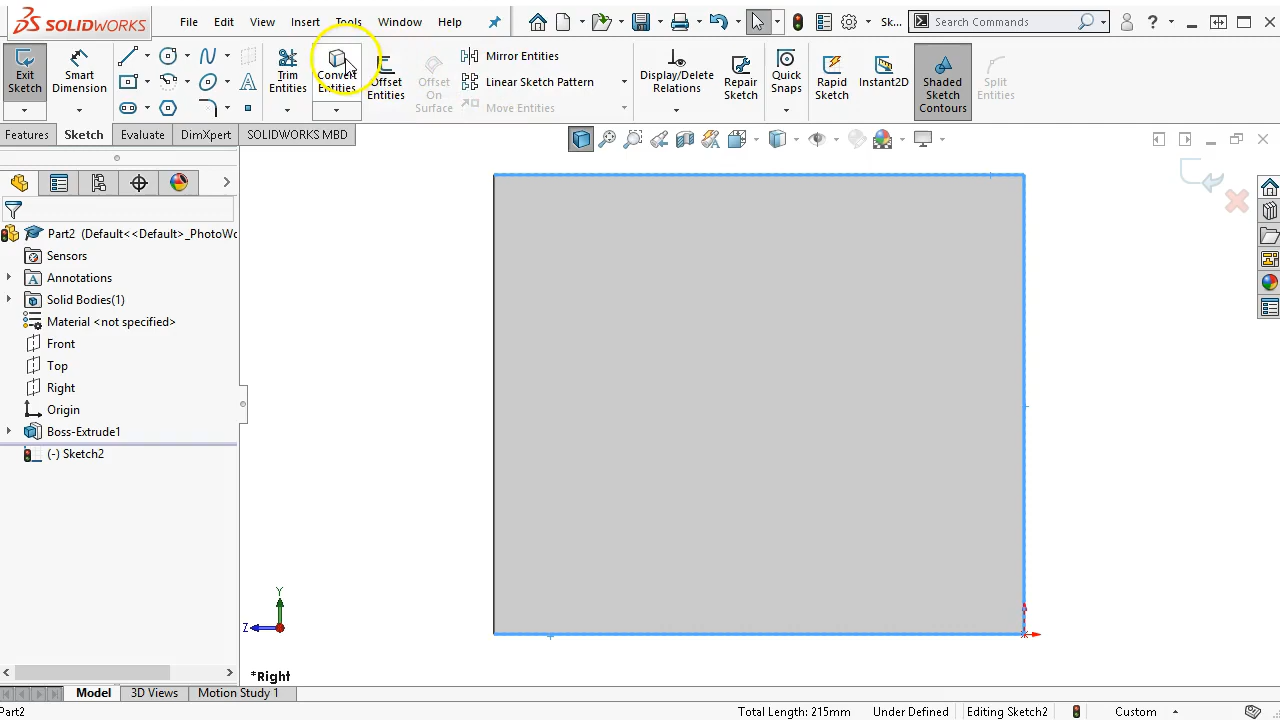 SOLIDWORKS
File Edit View Insert Tools Window Help
Sk...
Search Commands
Exit Sketch
Smart Dimension
Trim Entities
Convert Entities
Offset Entities
Offset On Surface
Mirror Entities
Linear Sketch Pattern
Move Entities
Display/Delete Relations
Repair Sketch
Quick Snaps
Rapid Sketch
Instant2D
Shaded Sketch Contours
Split Entities
Features Sketch Evaluate DimXpert SOLIDWORKS MBD
Part2 (Default<<Default>_PhotoWo
Sensors
Annotations
Solid Bodies(1)
Material <not specified>
Front
Top
Right
Origin
Boss-Extrude1
(-) Sketch2
Y
Z
*Right
Model 3D Views Motion Study 1
Part2 Total Length: 215mm Under Defined Editing Sketch2 Custom